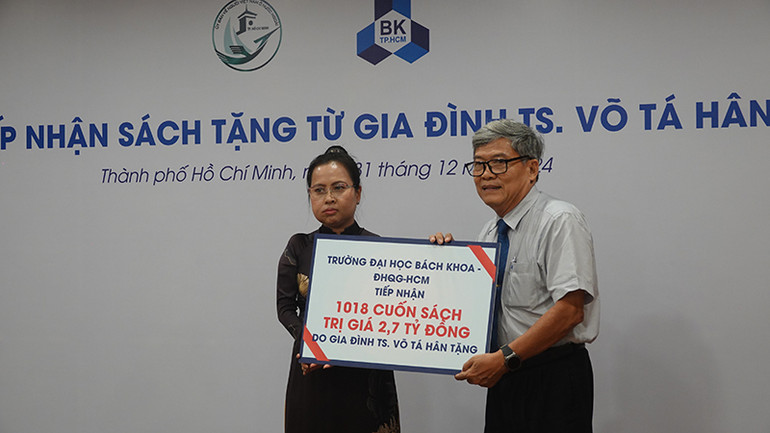 BK
TP.HCM
NHẬN SÁCH TẶNG TỪ GIA ĐÌNH TS. VÕ TÁ HÂN
Thành phố Hồ Chí Minh, 31 tháng 12
TRƯỜNG ĐẠI HỌC BÁCH KHOA -
ĐHQG-HCM
TIẾP NHẬN
1018 CUỐN SÁCH
TRỊ GIÁ 2,7 TỶ ĐỒNG
DO GIA ĐÌNH TS. VÕ TÁ HÂN TẶNG